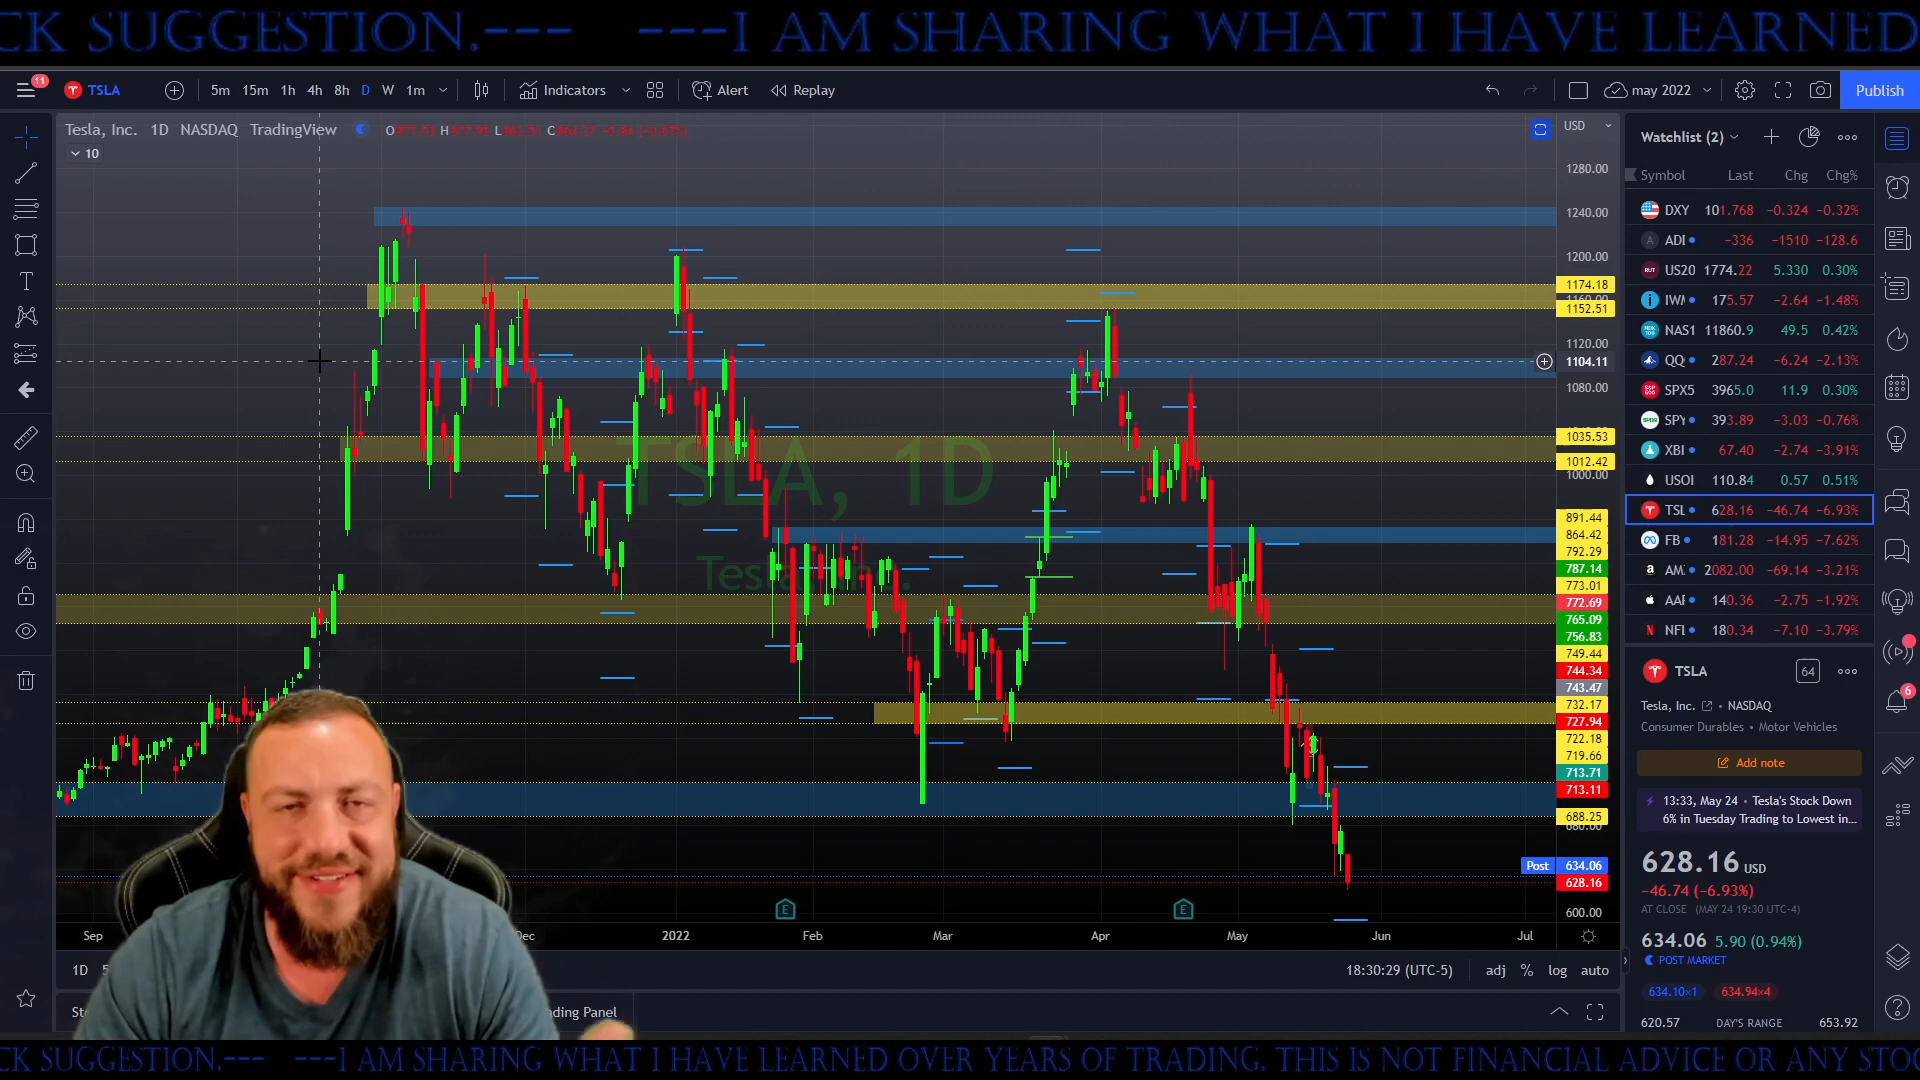 CK SUGGESTION.--- ---I AM SHARING WHAT I HAVE LEARNED
11
TSLA
5m 15m 1h 4h 8h D W 1m
Indicators
Alert
Replay
may 2022
Publish
Tesla, Inc. 1D NASDAQ TradingView
10
USD
1280.00
1240.00
1200.00
1174.18
1152.51
1120.00
1104.11
1080.00
1035.53
1012.42
1000.00
891.44
864.42
792.29
787.14
773.01
772.69
765.09
756.83
749.44
744.34
743.47
732.17
727.94
722.18
719.66
713.71
713.11
688.25
Post 634.06
628.16
600.00
TSLA, 1D
E
E
Sep
Dec
2022
Feb
Mar
Apr
May
Jun
Jul
1D
18:30:29 (UTC-5)
adj % log auto
ding Panel
Watchlist (2)
Symbol Last Chg Chg%
DXY 101.768 −0.324 −0.32%
ADI −336 −1510 −128.6
US20 1774.22 5.330 0.30%
IWM 175.57 −2.64 −1.48%
NAS1 11860.9 49.5 0.42%
QQ 287.24 −6.24 −2.13%
SPX5 3965.0 11.9 0.30%
SPY 393.89 −3.03 −0.76%
XBI 67.40 −2.74 −3.91%
USOI 110.84 0.57 0.51%
TSL 628.16 −46.74 −6.93%
FB 181.28 −14.95 −7.62%
AM 2082.00 −69.14 −3.21%
AAF 140.36 −2.75 −1.92%
NFL 180.34 −7.10 −3.79%
TSLA
64
Tesla, Inc. • NASDAQ
Consumer Durables • Motor Vehicles
Add note
13:33, May 24 • Tesla's Stock Down
6% in Tuesday Trading to Lowest in...
628.16 USD
−46.74 (−6.93%)
AT CLOSE (MAY 24 19:30 UTC-4)
634.06 5.90 (0.94%)
POST MARKET
634.10×1 634.94×4
620.57 DAY'S RANGE 653.92
6
CK SUGGESTION.--- ---I AM SHARING WHAT I HAVE LEARNED OVER YEARS OF TRADING. THIS IS NOT FINANCIAL ADVICE OR ANY STOC